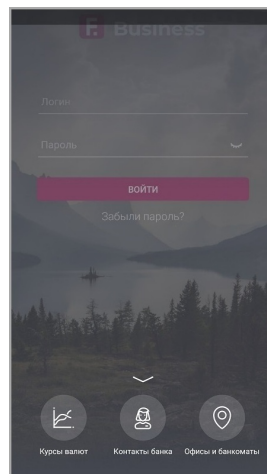 F. Business
Логин
Пароль
ВОЙТИ
Забыли пароль?
Курсы валют Контакты банка Офисы и банкоматы